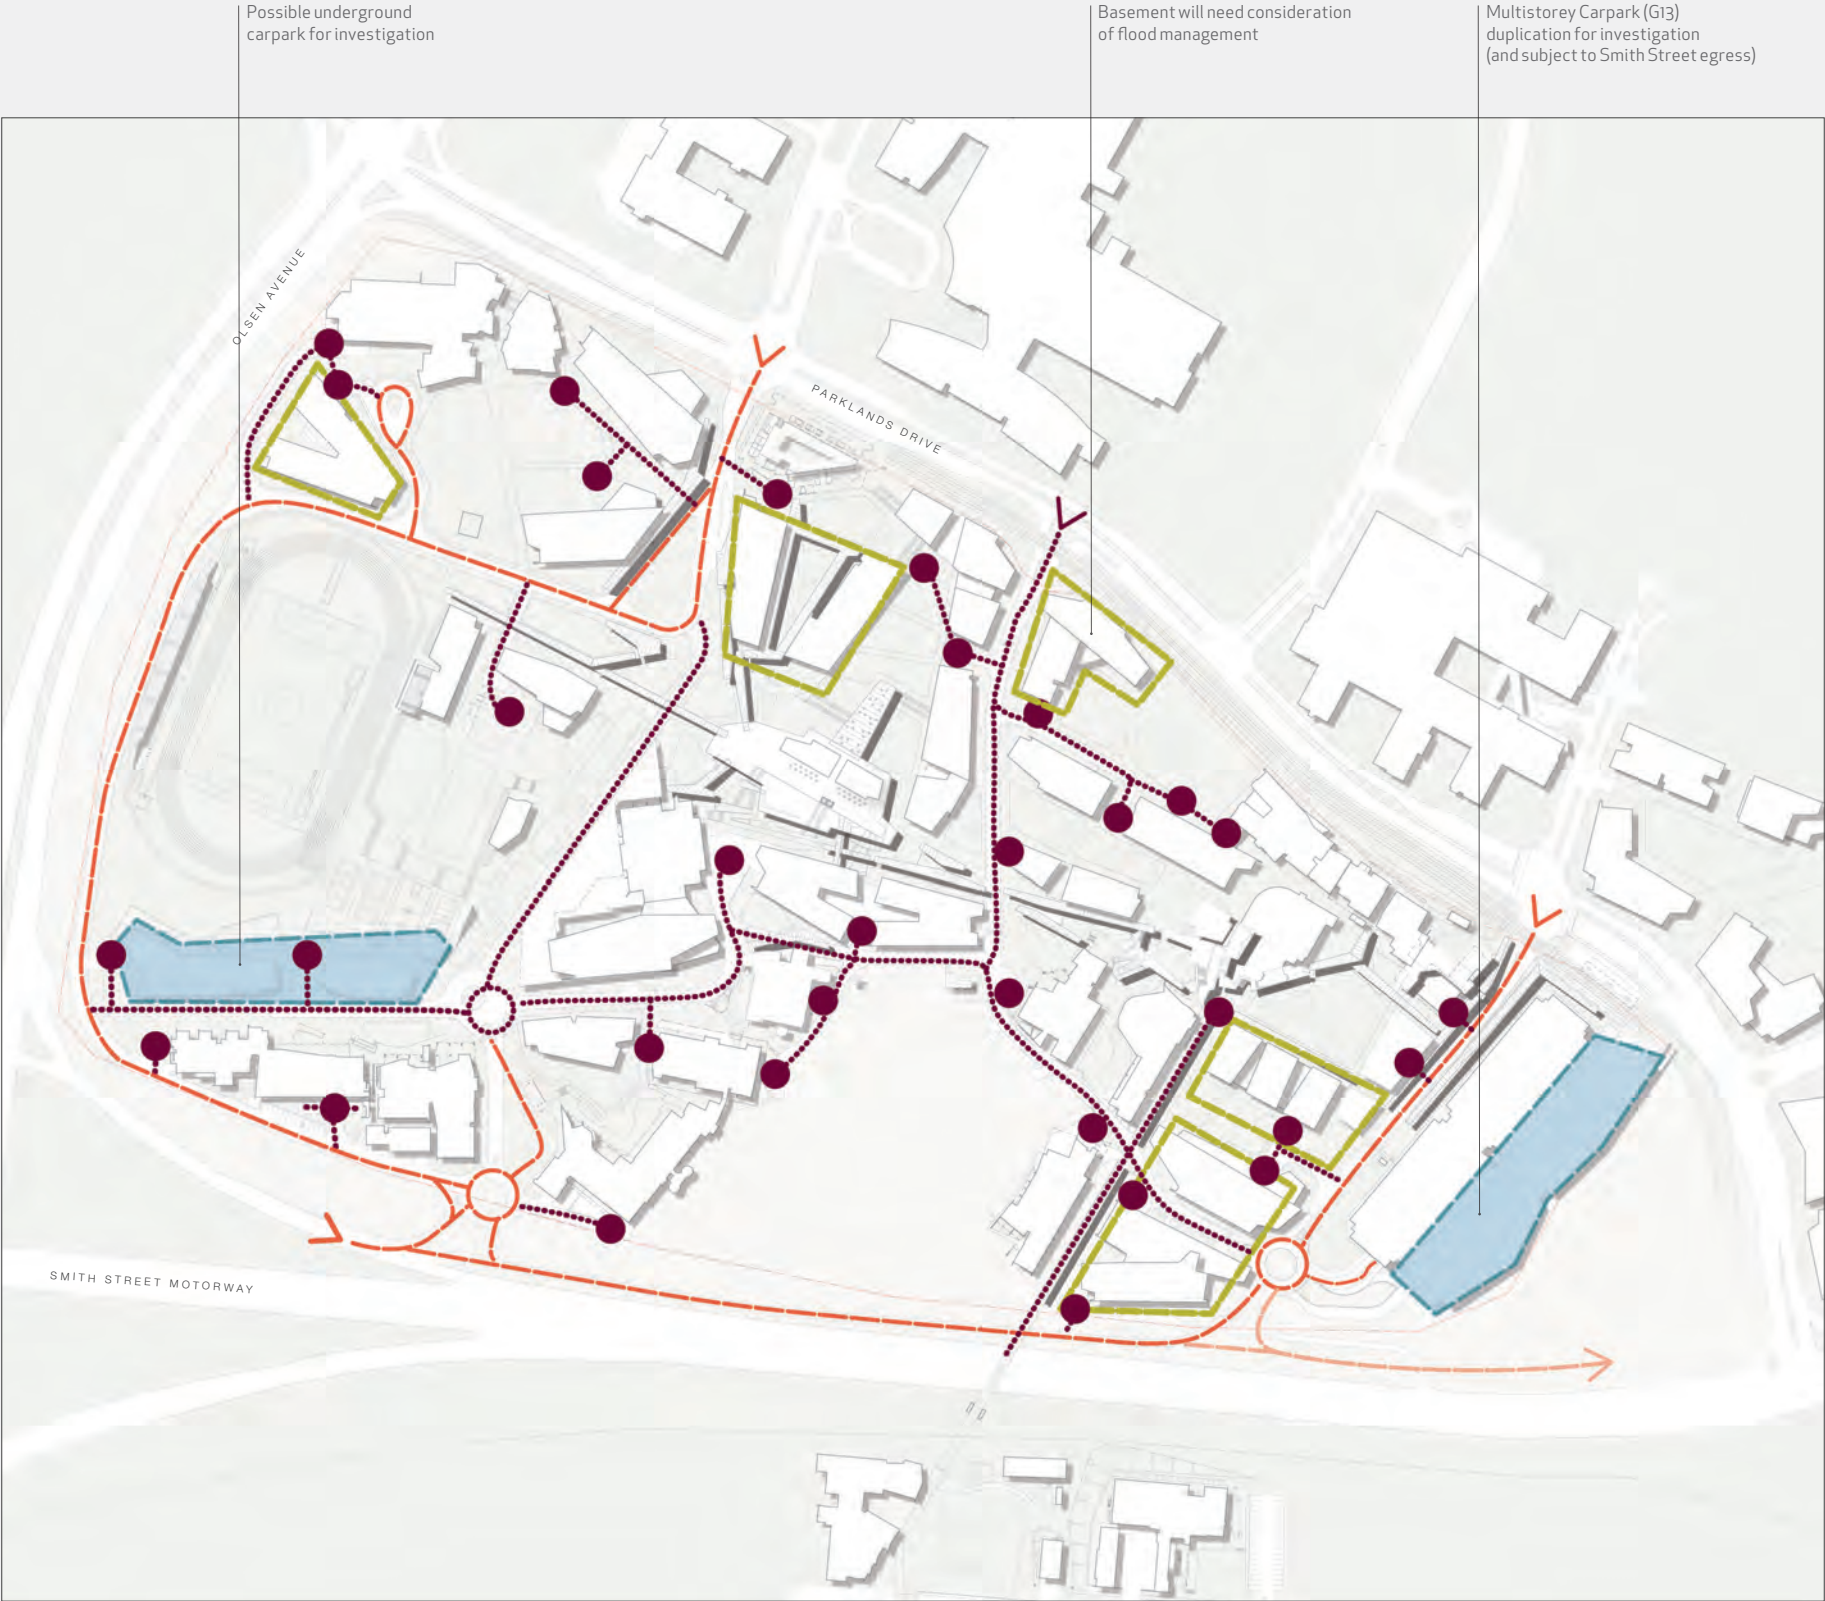 Possible underground
carpark for investigation
Basement will need consideration
of flood management
Multistorey Carpark (G13)
duplication for investigation
(and subject to Smith Street egress)
OLSEN AVENUE
PARKLANDS DRIVE
SMITH STREET MOTORWAY